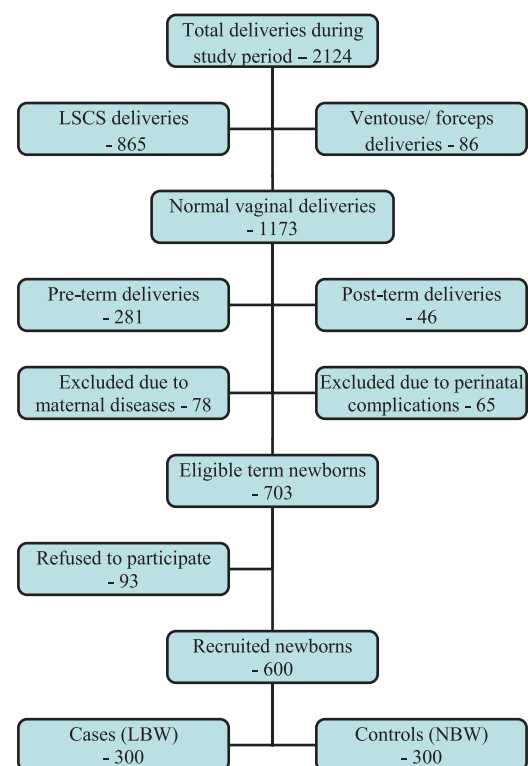 Total deliveries during
study period – 2124
LSCS deliveries
- 865
Ventouse/ forceps
deliveries - 86
Normal vaginal deliveries
- 1173
Pre-term deliveries
- 281
Post-term deliveries
- 46
Excluded due to
maternal diseases - 78
Excluded due to perinatal
complications - 65
Eligible term newborns
- 703
Refused to participate
- 93
Recruited newborns
- 600
Cases (LBW)
- 300
Controls (NBW)
- 300